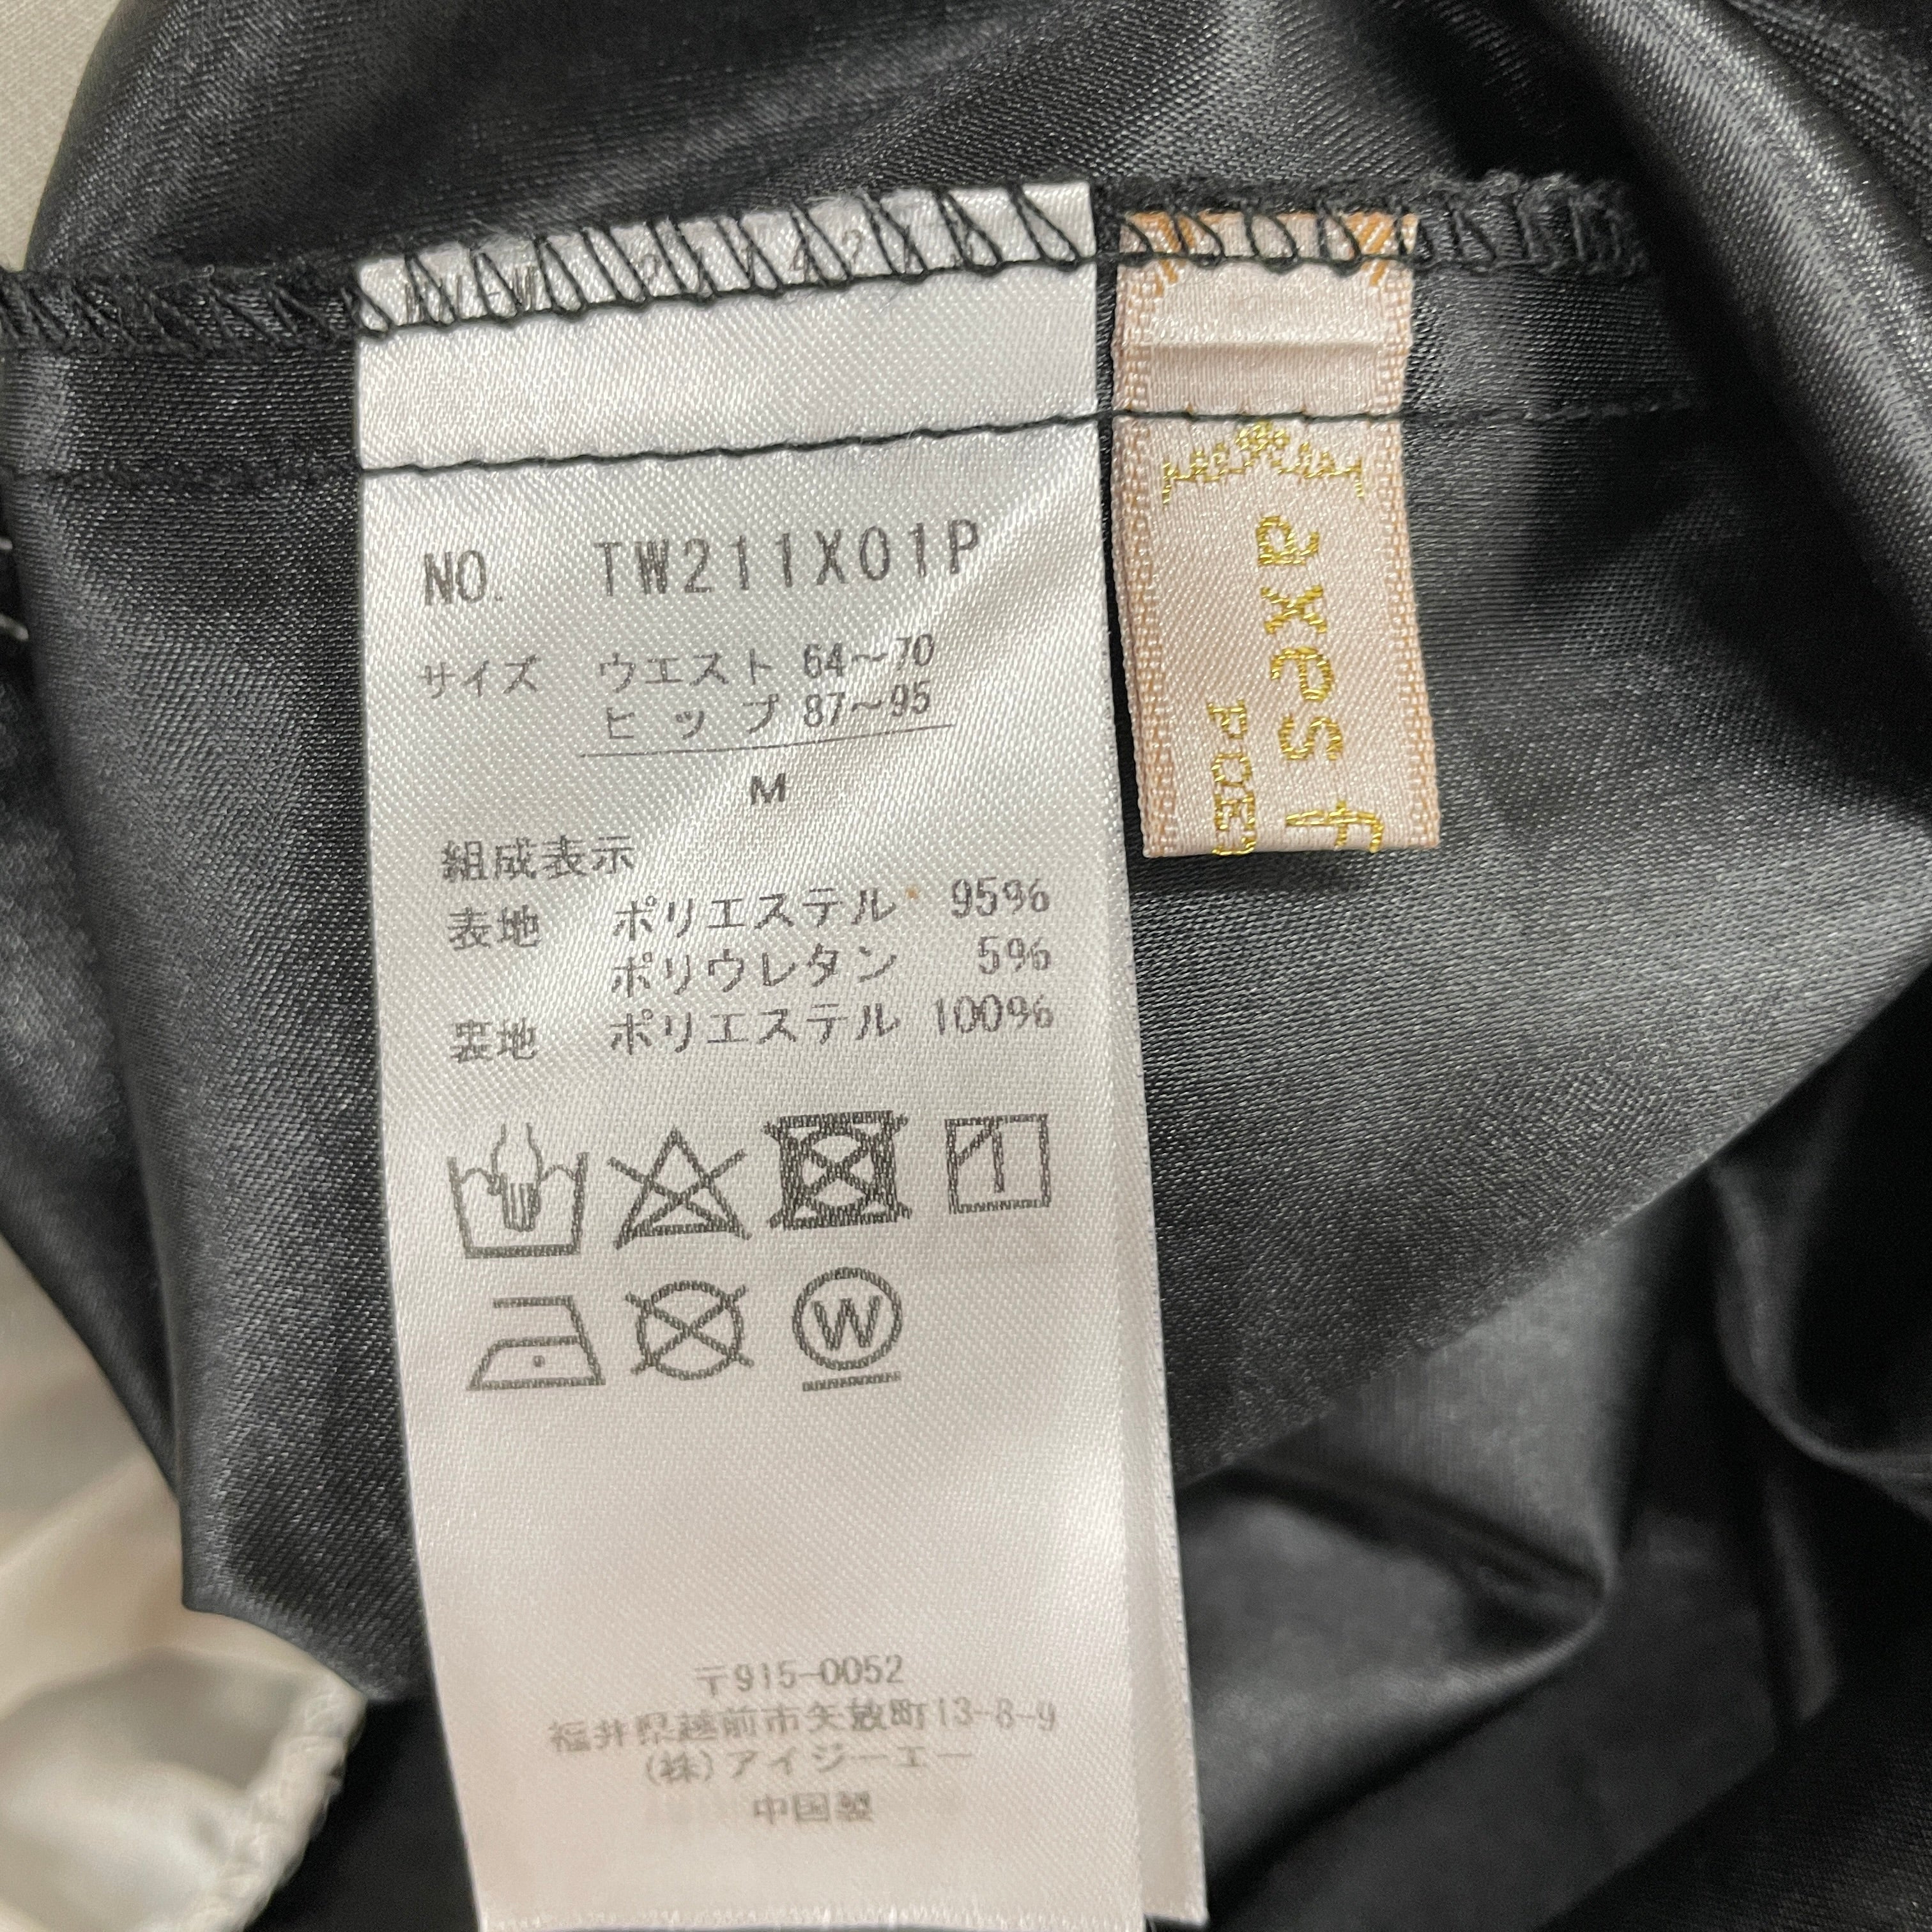 NO. TW211X01P
サイズ ウエスト 64～70
ヒップ 87～95
M
組成表示
表地 ポリエステル 95%
ポリウレタン 5%
裏地 ポリエステル 100%
W
〒915-0052
福井県越前市矢放町13-8-9
(株)アイジーエー
中国製
axes f
POE